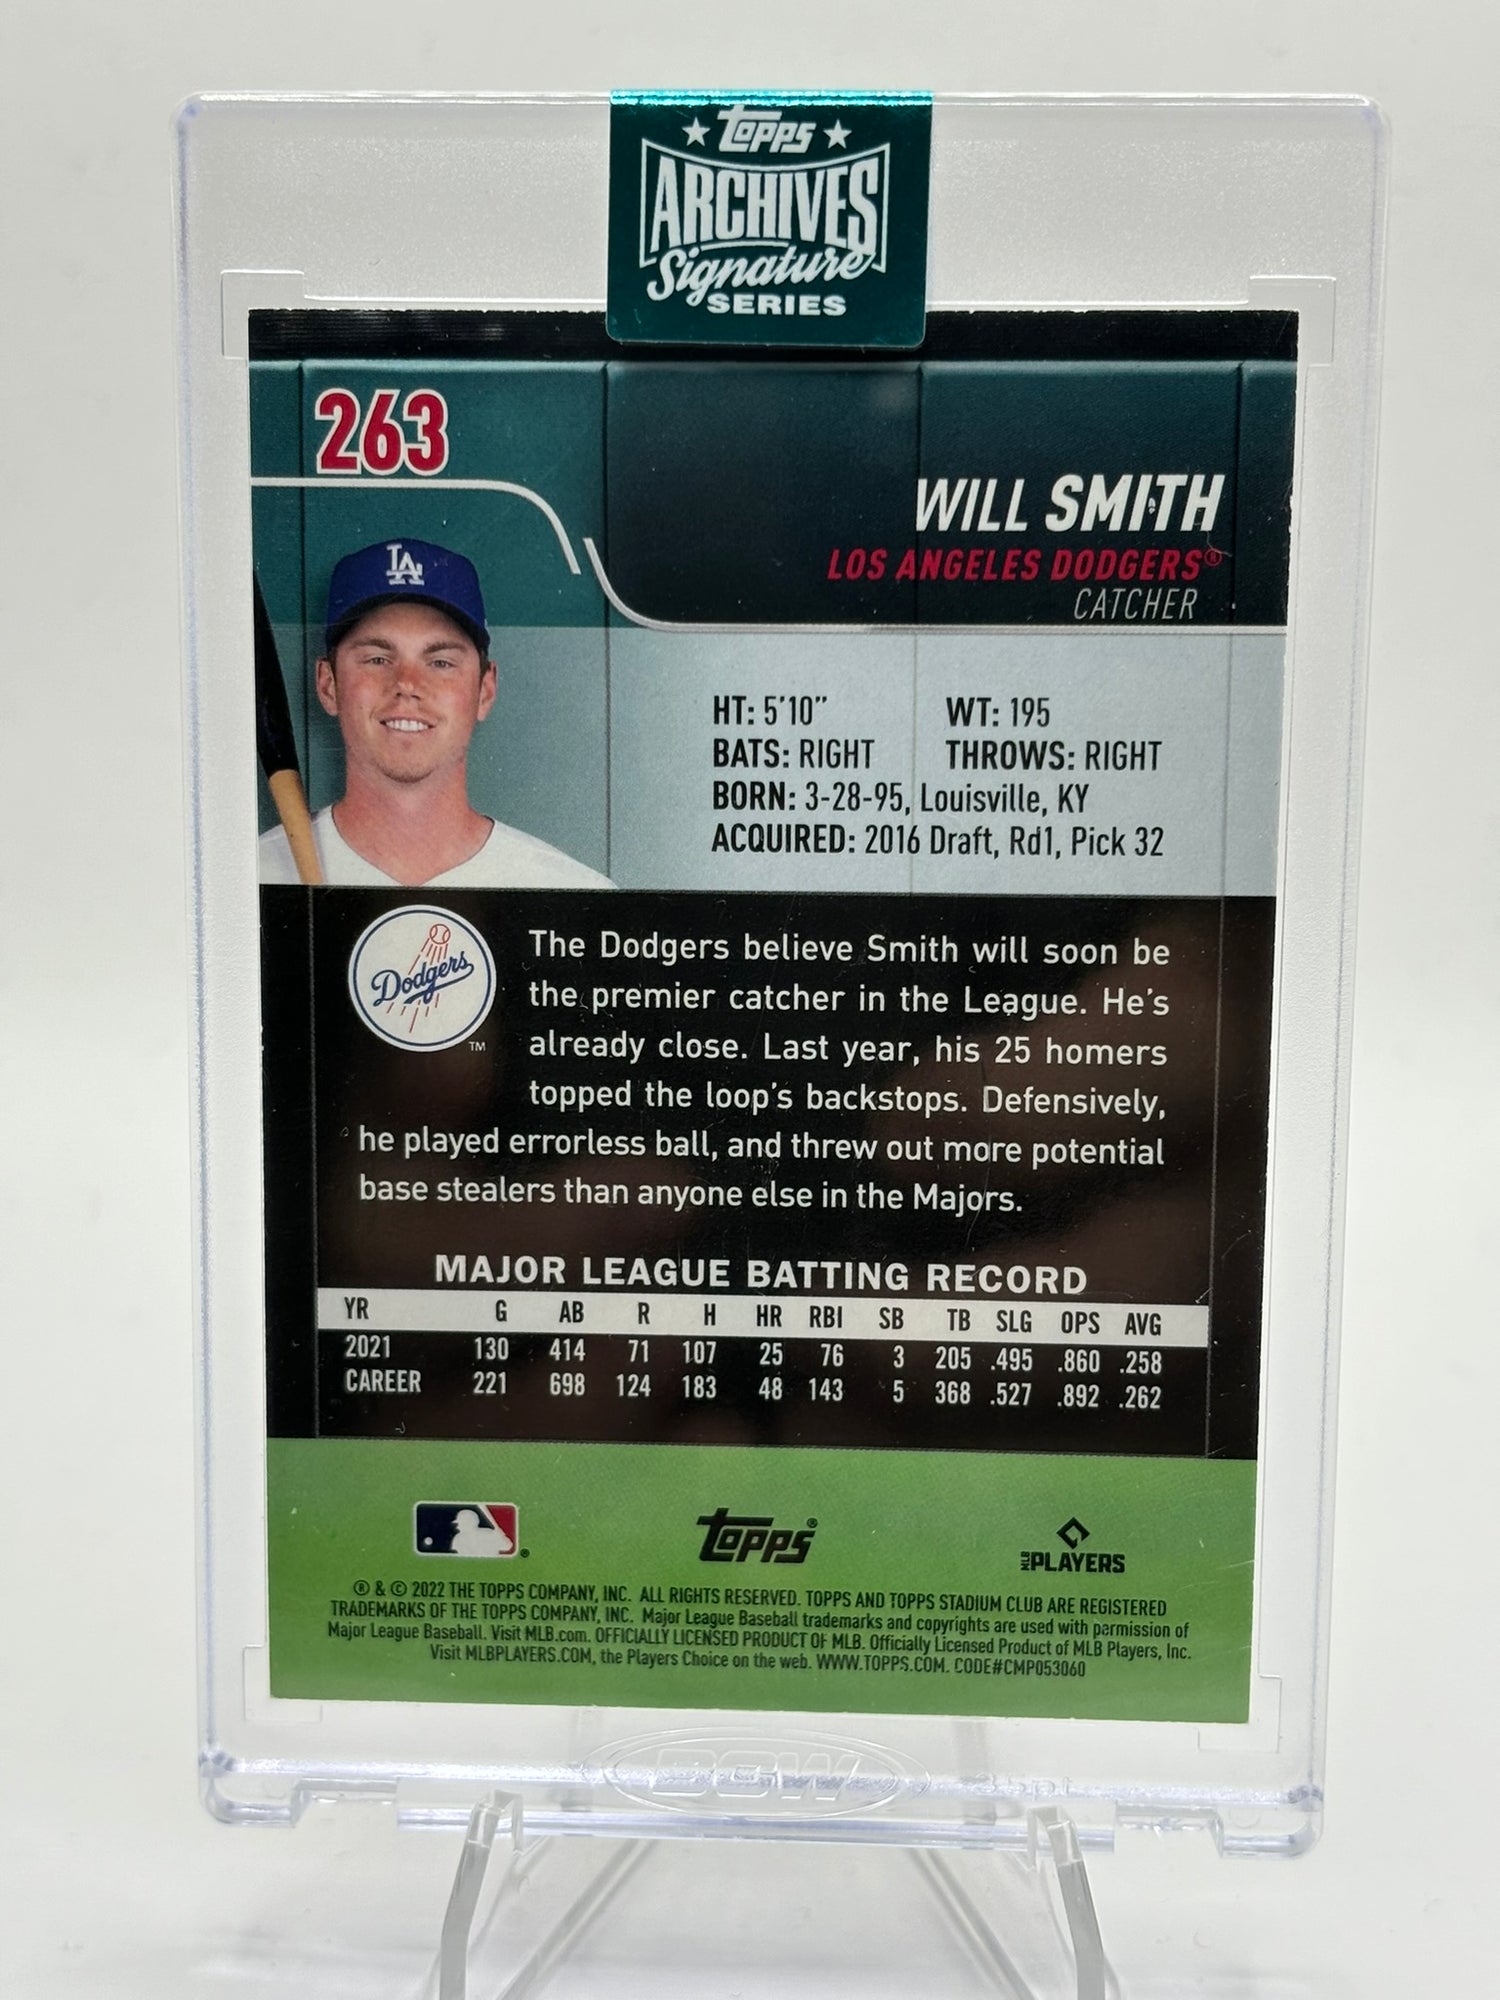 ★ Topps ★
ARCHIVES
Signature
SERIES
263
WILL SMITH
LOS ANGELES DODGERS®
CATCHER
LA
HT: 5'10" WT: 195
BATS: RIGHT THROWS: RIGHT
BORN: 3-28-95, Louisville, KY
ACQUIRED: 2016 Draft, Rd1, Pick 32
Dodgers
™
The Dodgers believe Smith will soon be
the premier catcher in the League. He's
already close. Last year, his 25 homers
topped the loop's backstops. Defensively,
he played errorless ball, and threw out more potential
base stealers than anyone else in the Majors.
MAJOR LEAGUE BATTING RECORD
YR G AB R H HR RBI SB TB SLG OPS AVG
2021 130 414 71 107 25 76 3 205 .495 .860 .258
CAREER 221 698 124 183 48 143 5 368 .527 .892 .262
Topps®
MLB PLAYERS
® & © 2022 THE TOPPS COMPANY, INC. ALL RIGHTS RESERVED. TOPPS AND TOPPS STADIUM CLUB ARE REGISTERED
TRADEMARKS OF THE TOPPS COMPANY, INC. Major League Baseball trademarks and copyrights are used with permission of
Major League Baseball. Visit MLB.com. OFFICIALLY LICENSED PRODUCT OF MLB. Officially Licensed Product of MLB Players, Inc.
Visit MLBPLAYERS.COM, the Players Choice on the web. WWW.TOPPS.COM. CODE#CMP053060
BCW